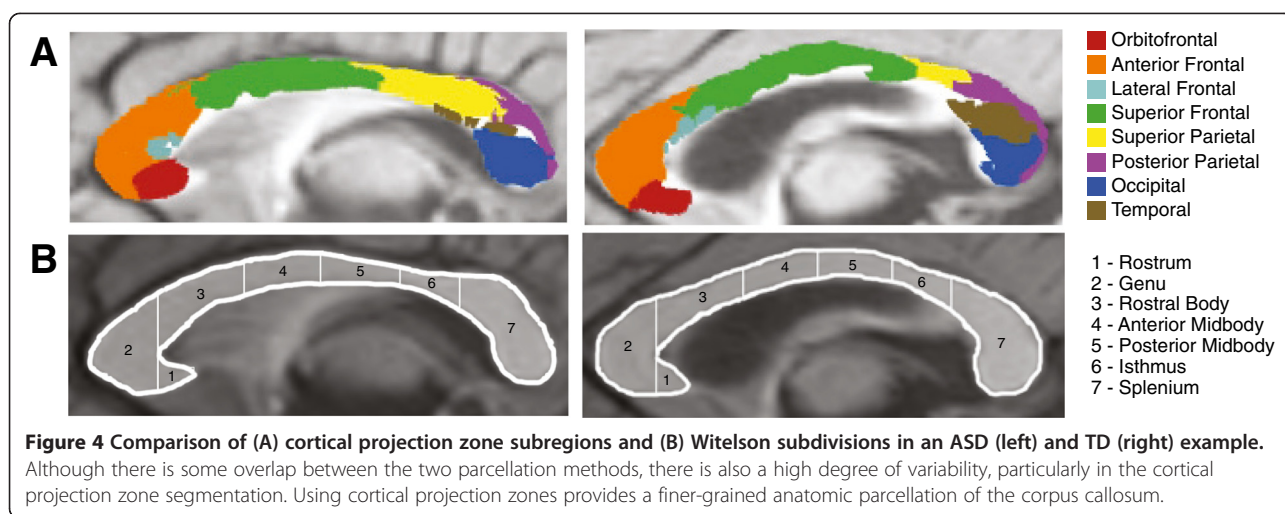 A
Orbitofrontal
Anterior Frontal
Lateral Frontal
Superior Frontal
Superior Parietal
Posterior Parietal
Occipital
Temporal
B
1
2
3
4
5
6
7
1
2
3
4
5
6
7
1 - Rostrum
2 - Genu
3 - Rostral Body
4 - Anterior Midbody
5 - Posterior Midbody
6 - Isthmus
7 - Splenium
Figure 4 Comparison of (A) cortical projection zone subregions and (B) Witelson subdivisions in an ASD (left) and TD (right) example.
Although there is some overlap between the two parcellation methods, there is also a high degree of variability, particularly in the cortical
projection zone segmentation. Using cortical projection zones provides a finer-grained anatomic parcellation of the corpus callosum.